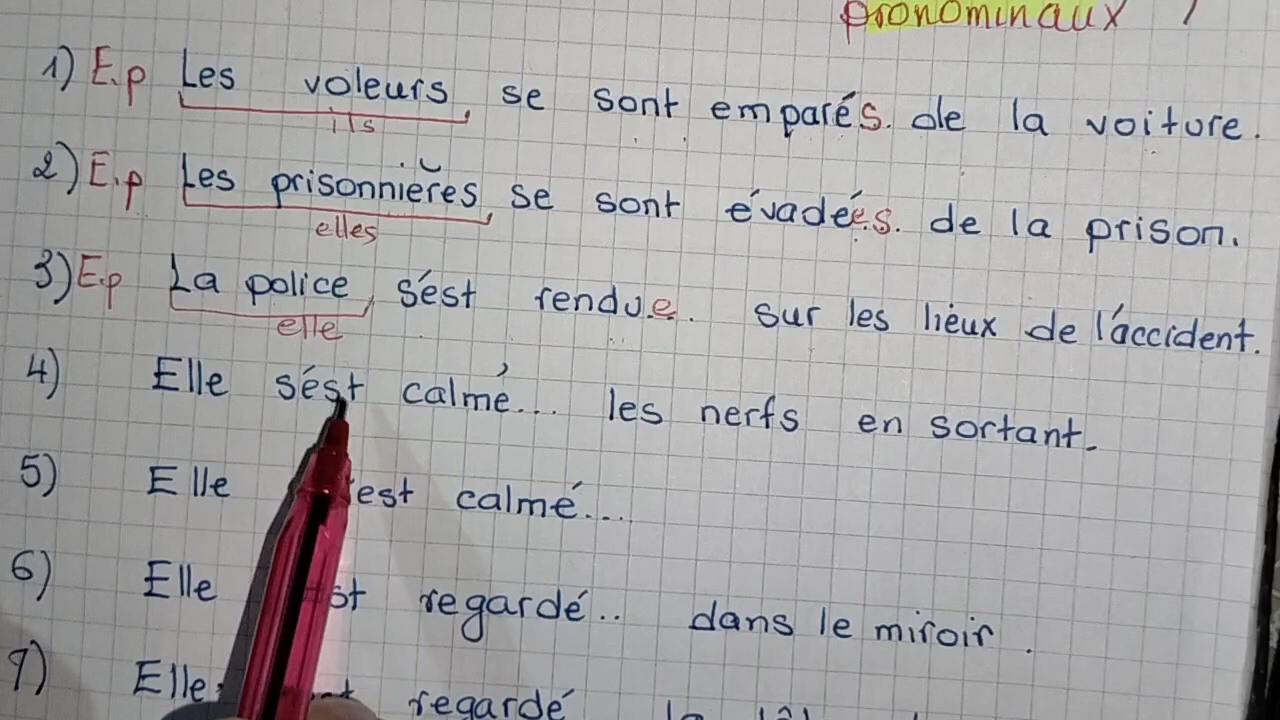 pronominaux
1) E.p Les voleurs se sont emparés. de la voiture.
ils
2) E.p Les prisonnières se sont évadées. de la prison.
elles
3) E.p La police s'est rendue. sur les lieux de l'accident.
elle
4) Elle s'est calmé... les nerfs en sortant.
5) Elle 'est calmé...
6) Elle st regardé.. dans le miroir.
7) Elle regardé